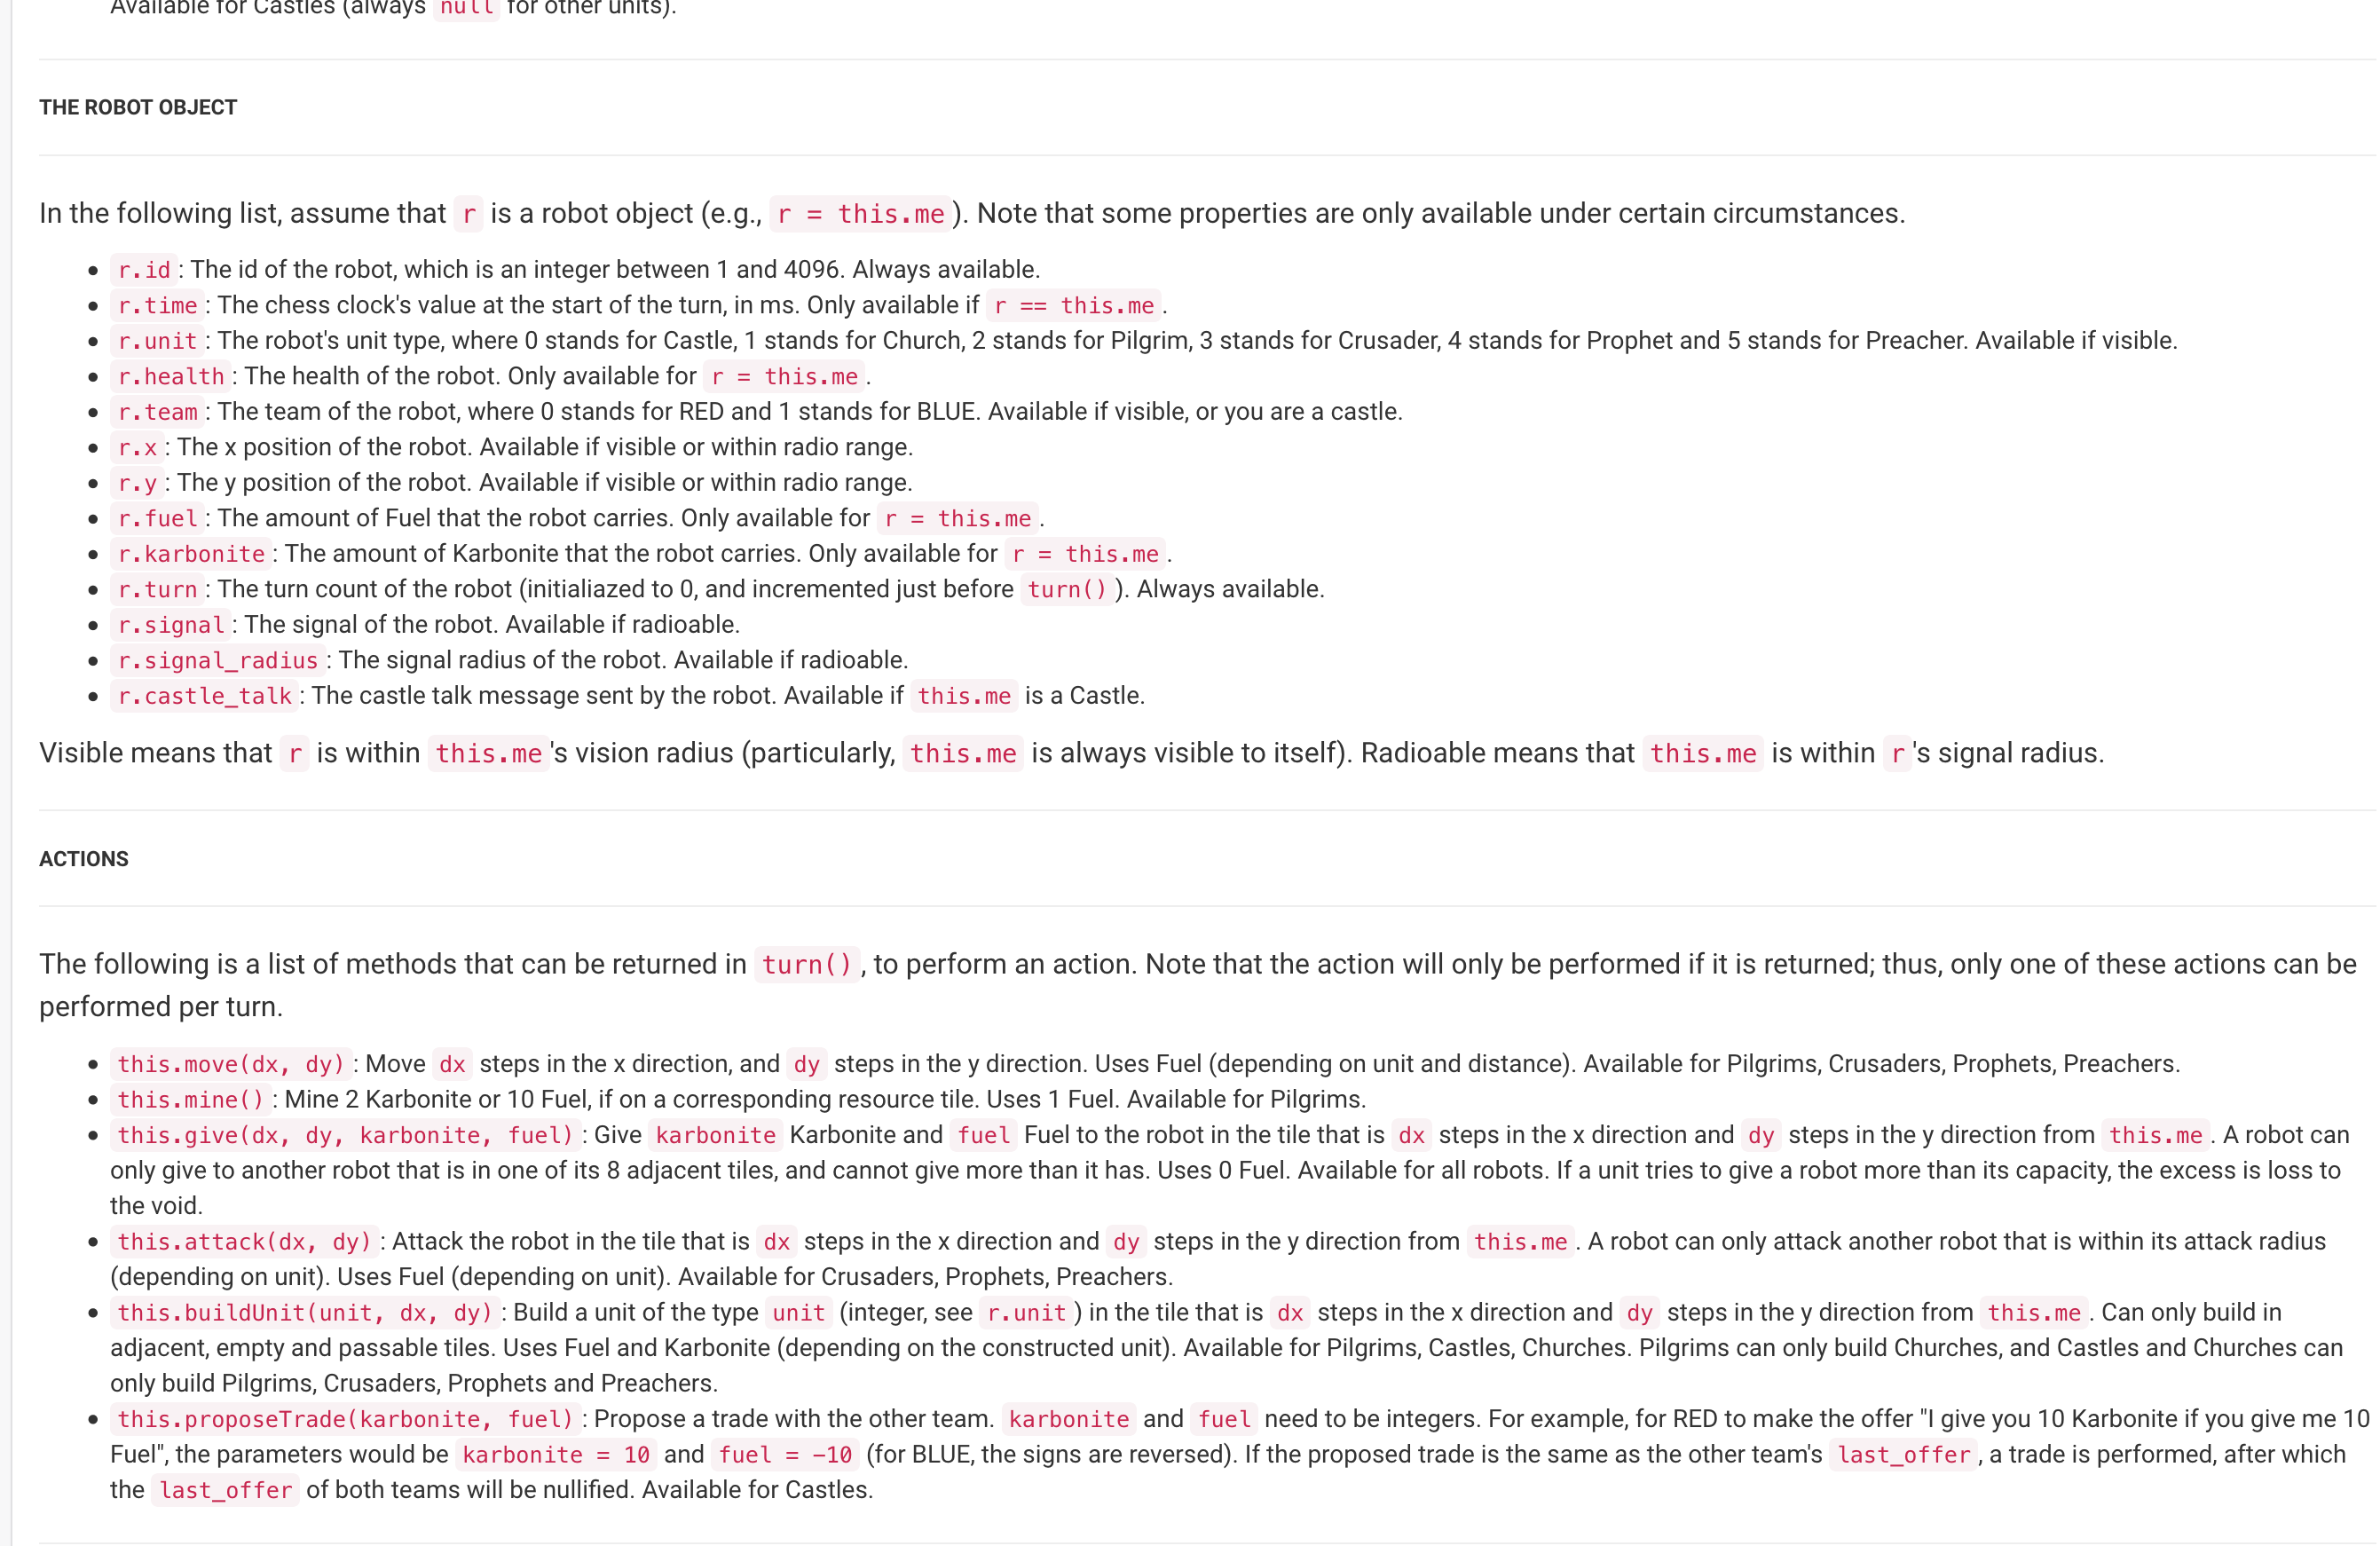 Available for Castles (always null for other units).
THE ROBOT OBJECT
In the following list, assume that r is a robot object (e.g., r = this.me). Note that some properties are only available under certain circumstances.
• r.id: The id of the robot, which is an integer between 1 and 4096. Always available.
• r.time: The chess clock's value at the start of the turn, in ms. Only available if r == this.me.
• r.unit: The robot's unit type, where 0 stands for Castle, 1 stands for Church, 2 stands for Pilgrim, 3 stands for Crusader, 4 stands for Prophet and 5 stands for Preacher. Available if visible.
• r.health: The health of the robot. Only available for r = this.me.
• r.team: The team of the robot, where 0 stands for RED and 1 stands for BLUE. Available if visible, or you are a castle.
• r.x: The x position of the robot. Available if visible or within radio range.
• r.y: The y position of the robot. Available if visible or within radio range.
• r.fuel: The amount of Fuel that the robot carries. Only available for r = this.me.
• r.karbonite: The amount of Karbonite that the robot carries. Only available for r = this.me.
• r.turn: The turn count of the robot (initialiazed to 0, and incremented just before turn()). Always available.
• r.signal: The signal of the robot. Available if radioable.
• r.signal_radius: The signal radius of the robot. Available if radioable.
• r.castle_talk: The castle talk message sent by the robot. Available if this.me is a Castle.
Visible means that r is within this.me's vision radius (particularly, this.me is always visible to itself). Radioable means that this.me is within r's signal radius.
ACTIONS
The following is a list of methods that can be returned in turn(), to perform an action. Note that the action will only be performed if it is returned; thus, only one of these actions can be
performed per turn.
• this.move(dx, dy): Move dx steps in the x direction, and dy steps in the y direction. Uses Fuel (depending on unit and distance). Available for Pilgrims, Crusaders, Prophets, Preachers.
• this.mine(): Mine 2 Karbonite or 10 Fuel, if on a corresponding resource tile. Uses 1 Fuel. Available for Pilgrims.
• this.give(dx, dy, karbonite, fuel): Give karbonite Karbonite and fuel Fuel to the robot in the tile that is dx steps in the x direction and dy steps in the y direction from this.me. A robot can
only give to another robot that is in one of its 8 adjacent tiles, and cannot give more than it has. Uses 0 Fuel. Available for all robots. If a unit tries to give a robot more than its capacity, the excess is loss to
the void.
• this.attack(dx, dy): Attack the robot in the tile that is dx steps in the x direction and dy steps in the y direction from this.me. A robot can only attack another robot that is within its attack radius
(depending on unit). Uses Fuel (depending on unit). Available for Crusaders, Prophets, Preachers.
• this.buildUnit(unit, dx, dy): Build a unit of the type unit (integer, see r.unit) in the tile that is dx steps in the x direction and dy steps in the y direction from this.me. Can only build in
adjacent, empty and passable tiles. Uses Fuel and Karbonite (depending on the constructed unit). Available for Pilgrims, Castles, Churches. Pilgrims can only build Churches, and Castles and Churches can
only build Pilgrims, Crusaders, Prophets and Preachers.
• this.proposeTrade(karbonite, fuel): Propose a trade with the other team. karbonite and fuel need to be integers. For example, for RED to make the offer "I give you 10 Karbonite if you give me 10
Fuel", the parameters would be karbonite = 10 and fuel = -10 (for BLUE, the signs are reversed). If the proposed trade is the same as the other team's last_offer, a trade is performed, after which
the last_offer of both teams will be nullified. Available for Castles.